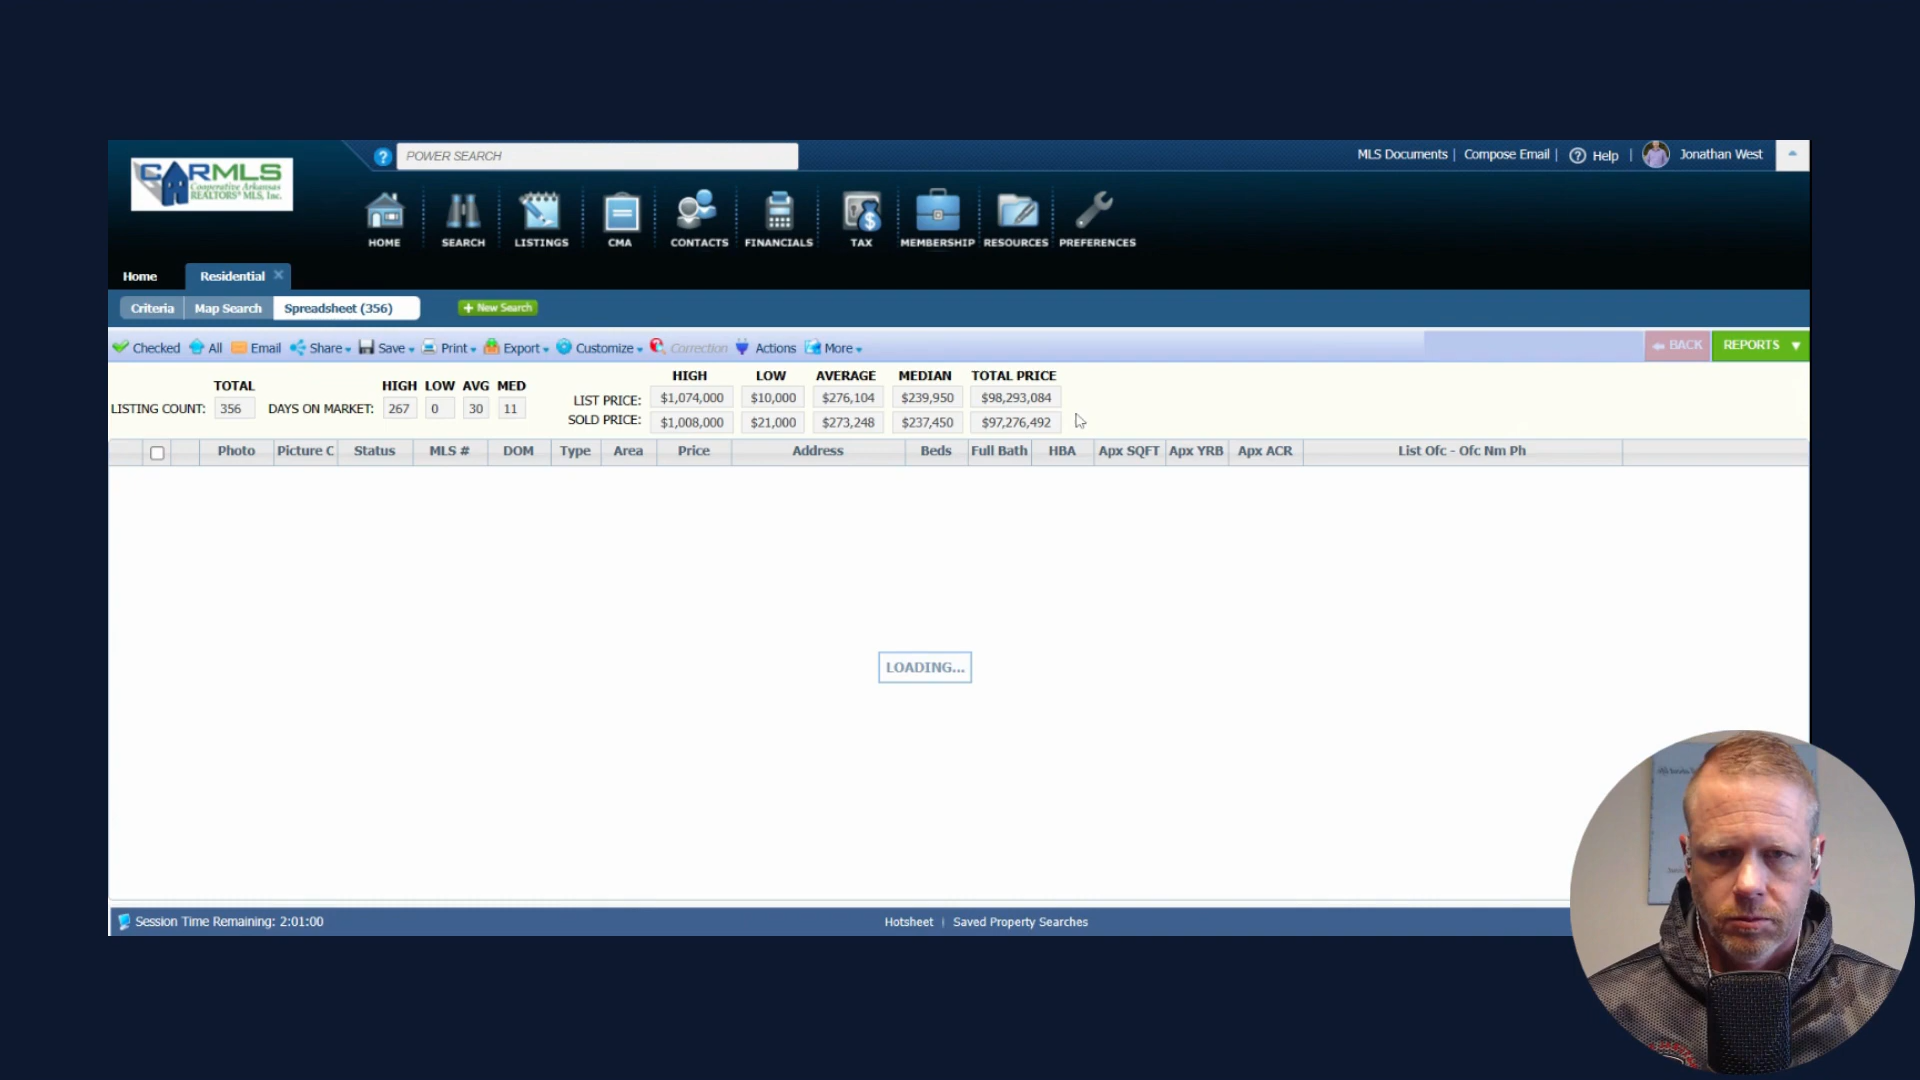 CARMLS
Cooperative Arkansas
REALTORS® MLS, Inc.
POWER SEARCH
MLS Documents | Compose Email | Help | Jonathan West
HOME SEARCH LISTINGS CMA CONTACTS FINANCIALS TAX MEMBERSHIP RESOURCES PREFERENCES
Home Residential
Criteria Map Search Spreadsheet (356) + New Search
Checked All Email Share Save Print Export Customize Correction Actions More BACK REPORTS
TOTAL HIGH LOW AVG MED HIGH LOW AVERAGE MEDIAN TOTAL PRICE
LISTING COUNT: 356 DAYS ON MARKET: 267 0 30 11
LIST PRICE: $1,074,000 $10,000 $276,104 $239,950 $98,293,084
SOLD PRICE: $1,008,000 $21,000 $273,248 $237,450 $97,276,492
Photo Picture C Status MLS # DOM Type Area Price Address Beds Full Bath HBA Apx SQFT Apx YRB Apx ACR List Ofc - Ofc Nm Ph
LOADING...
Session Time Remaining: 2:01:00 Hotsheet | Saved Property Searches